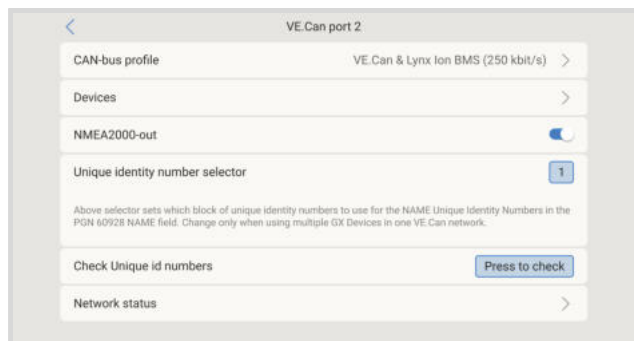 VE.Can port 2
CAN-bus profile VE.Can & Lynx Ion BMS (250 kbit/s)
Devices
NMEA2000-out
Unique identity number selector 1
Above selector sets which block of unique identity numbers to use for the NAME Unique Identity Numbers in the
PGN 60928 NAME field. Change only when using multiple GX Devices in one VE.Can network.
Check Unique id numbers Press to check
Network status